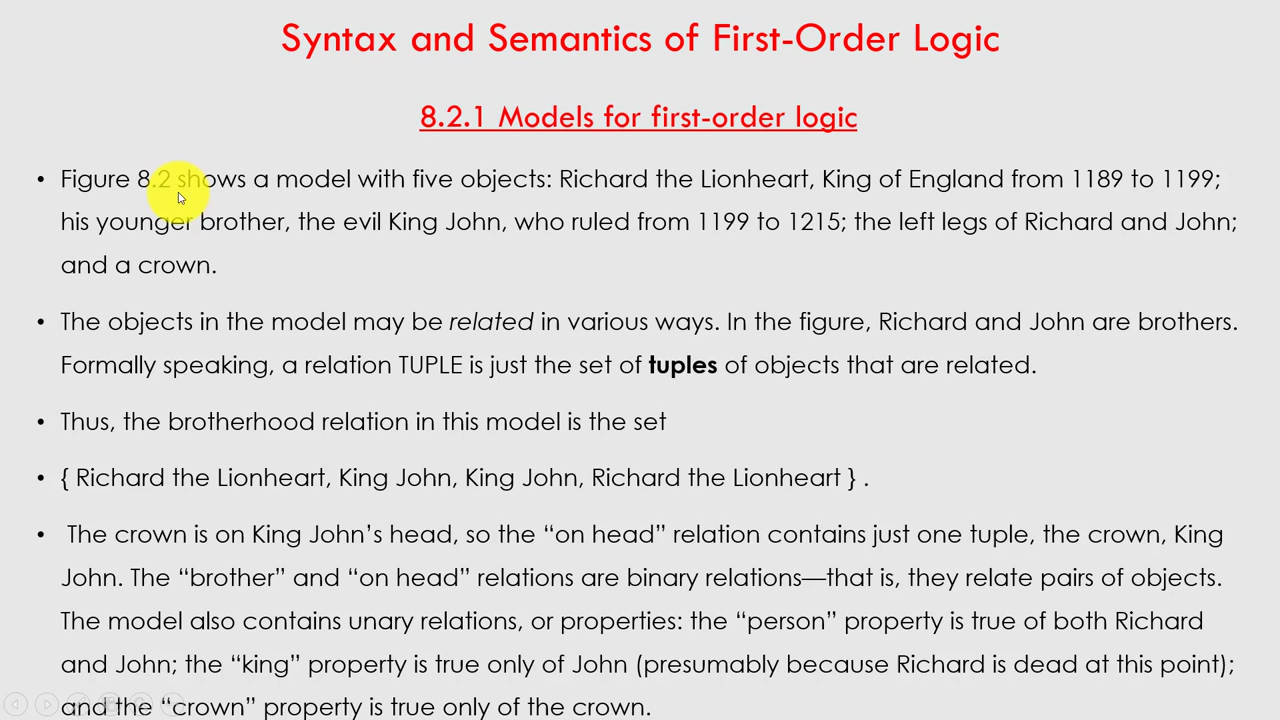 Syntax and Semantics of First-Order Logic
8.2.1 Models for first-order logic
• Figure 8.2 shows a model with five objects: Richard the Lionheart, King of England from 1189 to 1199;
his younger brother, the evil King John, who ruled from 1199 to 1215; the left legs of Richard and John;
and a crown.
• The objects in the model may be related in various ways. In the figure, Richard and John are brothers.
Formally speaking, a relation TUPLE is just the set of tuples of objects that are related.
• Thus, the brotherhood relation in this model is the set
• { Richard the Lionheart, King John, King John, Richard the Lionheart } .
• The crown is on King John’s head, so the “on head” relation contains just one tuple, the crown, King
John. The “brother” and “on head” relations are binary relations—that is, they relate pairs of objects.
The model also contains unary relations, or properties: the “person” property is true of both Richard
and John; the “king” property is true only of John (presumably because Richard is dead at this point);
and the “crown” property is true only of the crown.